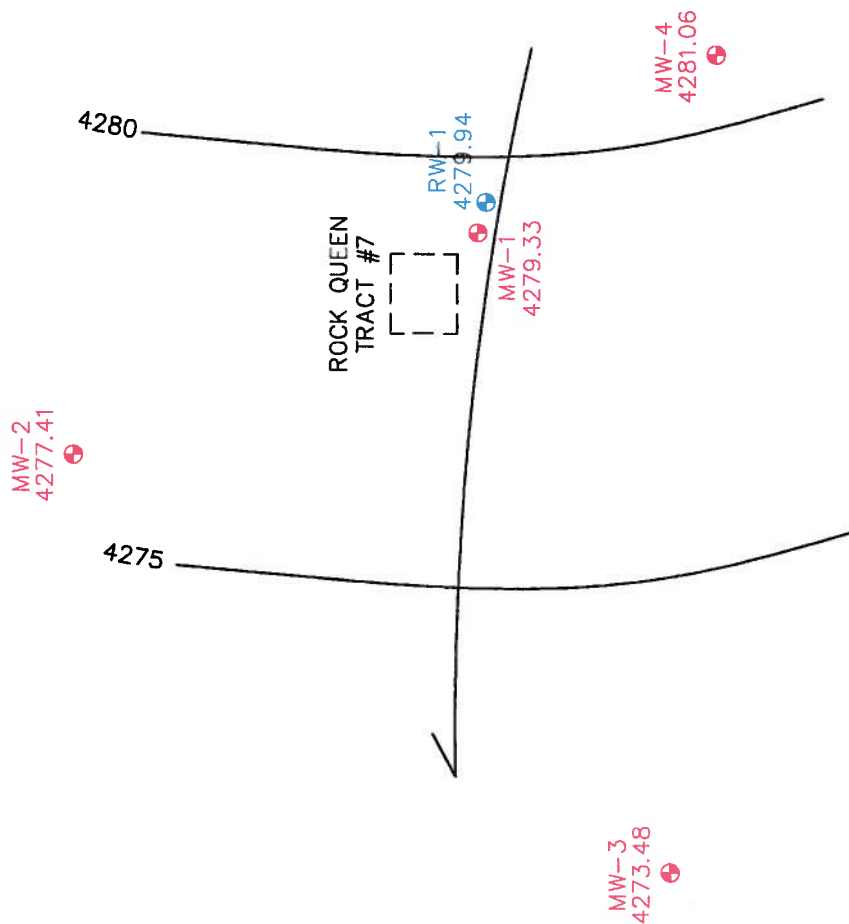 MW-4
4281.06
4280
RW-1
4279.94
ROCK QUEEN
TRACT #7
MW-1
4279.33
MW-2
4277.41
4275
MW-3
4273.48